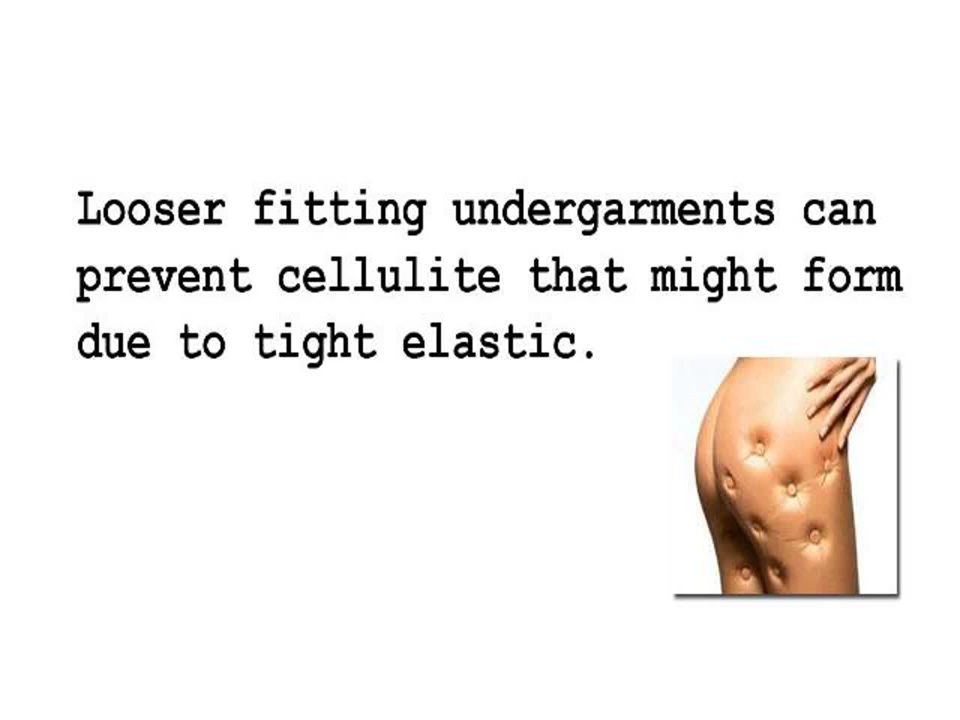 Looser fitting undergarments can
prevent cellulite that might form
due to tight elastic.